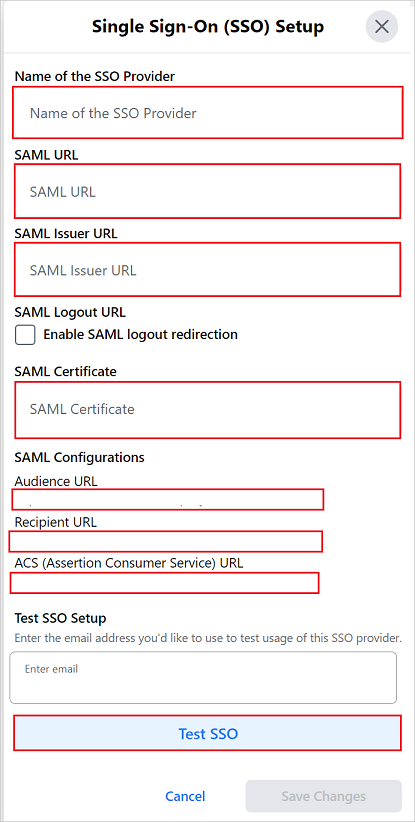 Single Sign-On (SSO) Setup
Name of the SSO Provider
Name of the SSO Provider
SAML URL
SAML URL
SAML Issuer URL
SAML Issuer URL
SAML Logout URL
Enable SAML logout redirection
SAML Certificate
SAML Certificate
SAML Configurations
Audience URL
Recipient URL
ACS (Assertion Consumer Service) URL
Test SSO Setup
Enter the email address you'd like to use to test usage of this SSO provider.
Enter email
Test SSO
Cancel
Save Changes